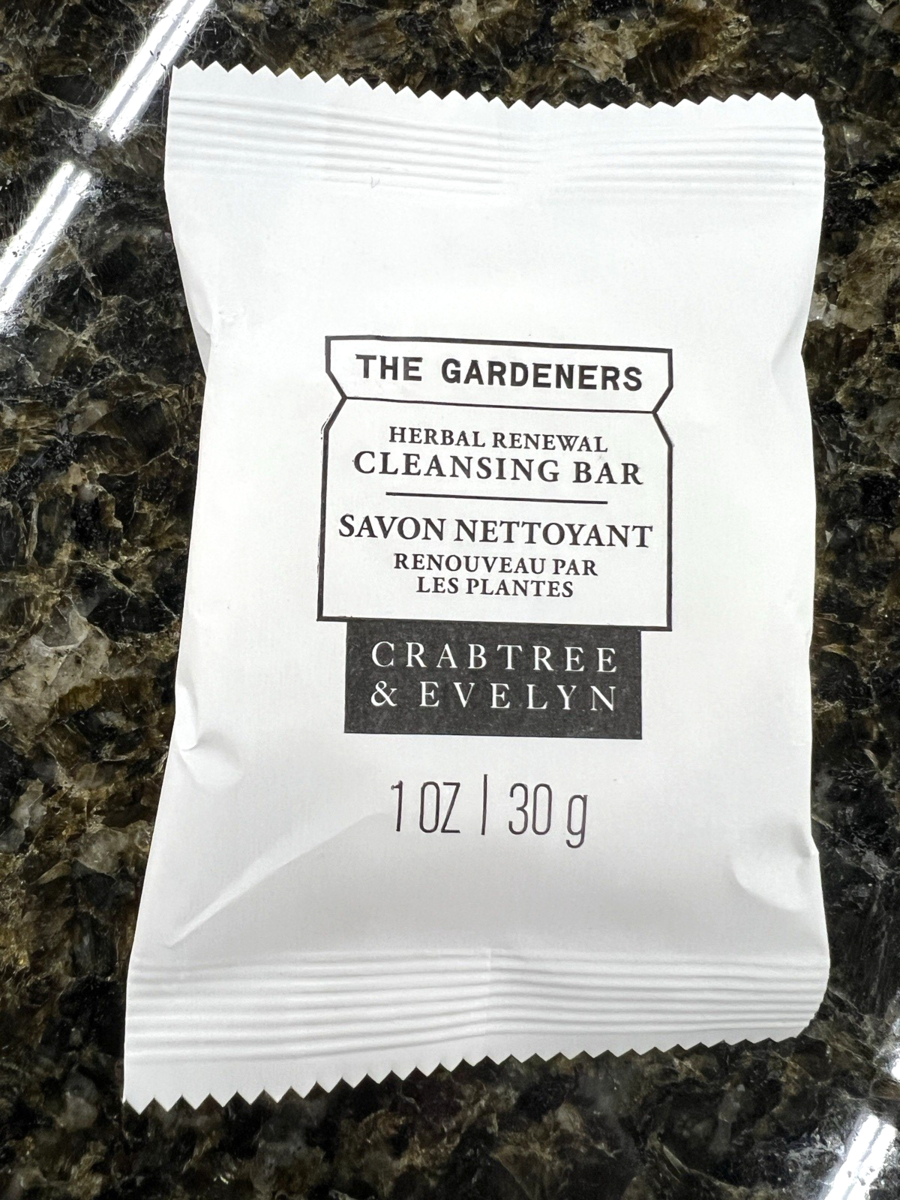 THE GARDENERS
HERBAL RENEWAL
CLEANSING BAR
SAVON NETTOYANT
RENOUVEAU PAR
LES PLANTES
CRABTREE
& EVELYN
1 OZ | 30 g